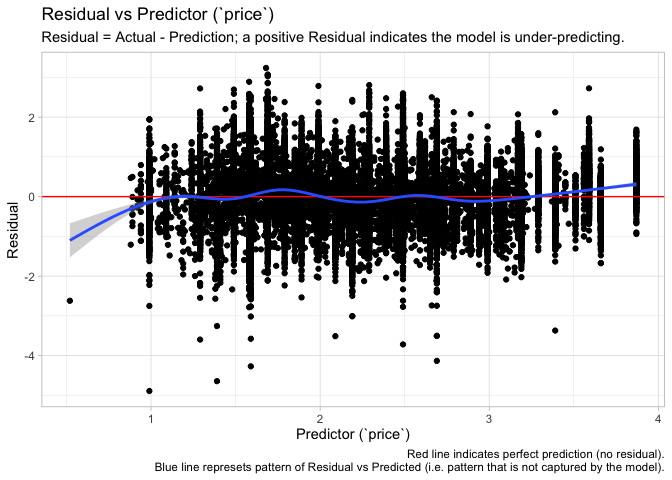 Residual vs Predictor (`price`)
Residual = Actual - Prediction; a positive Residual indicates the model is under-predicting.
2
0
-2
-4
Residual
1
2
3
4
Predictor (`price`)
Red line indicates perfect prediction (no residual).
Blue line represets pattern of Residual vs Predicted (i.e. pattern that is not captured by the model).